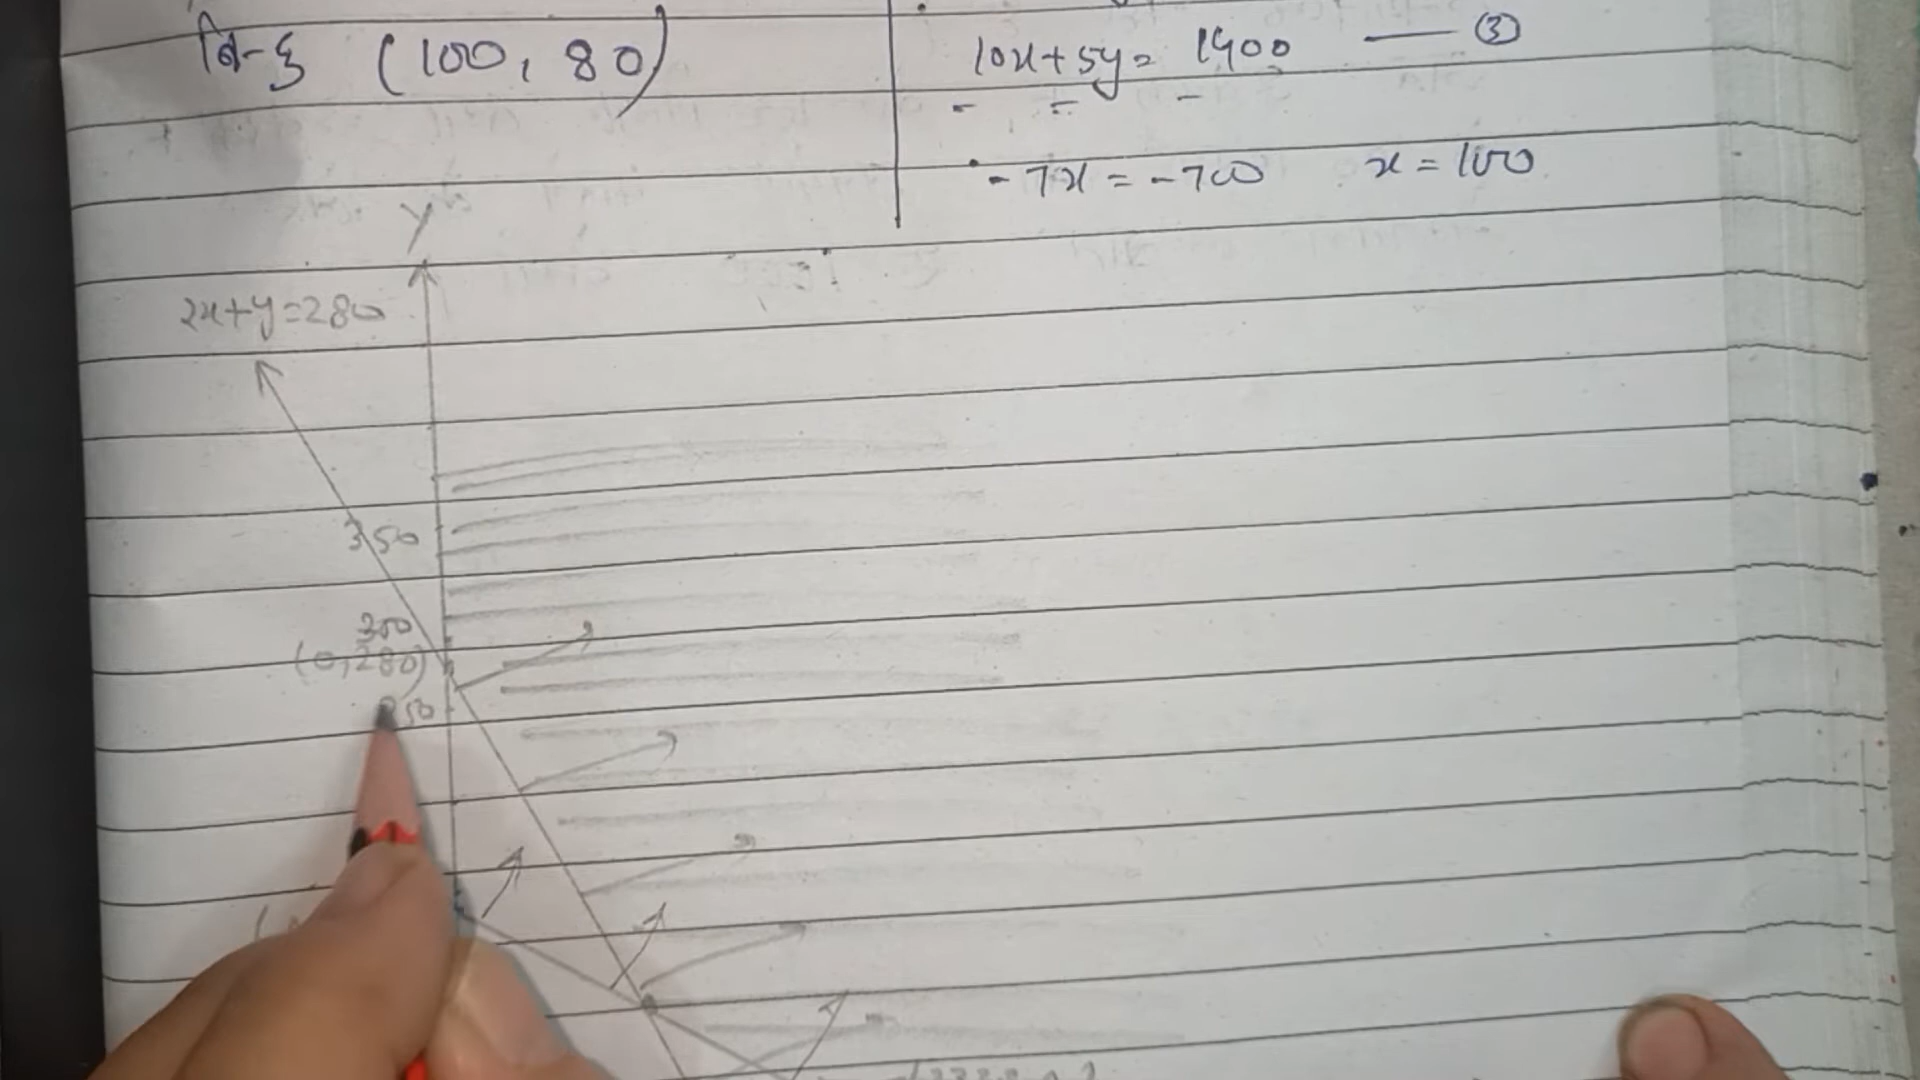 (100, 80)
10x+5y= 1400 — ③
- - -
- 7x = -700 x = 100
Y
2x+y=280
350
300
(0,280)
250